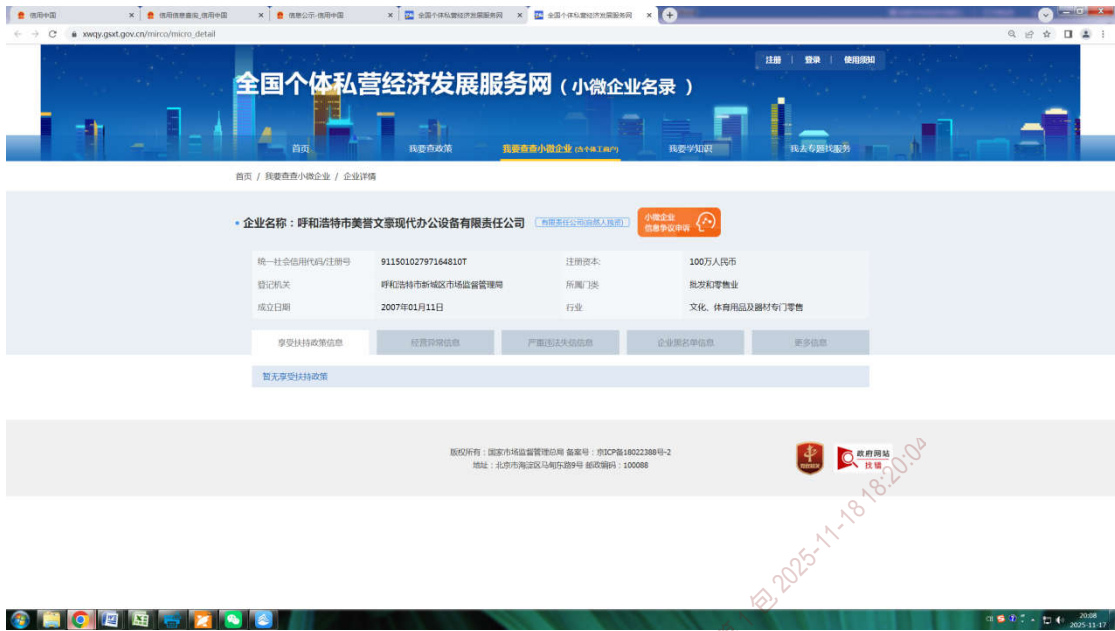 信用中国
信用信息查询_信用中国
信息公示-信用中国
全国个体私营经济发展服务网
全国个体私营经济发展服务网
xwqy.gsxt.gov.cn/mirco/micro_detail
注册 | 登录 | 使用须知
全国个体私营经济发展服务网（小微企业名录 ）
首页 我要查政策 我要查查小微企业 (含个体工商户) 我要学知识 我去专题找服务
首页 / 我要查查小微企业 / 企业详情
企业名称：呼和浩特市美誉文豪现代办公设备有限责任公司 有限责任公司(自然人独资) 小微企业
信息争议申诉
统一社会信用代码/注册号 91150102797164810T 注册资本: 100万人民币
登记机关 呼和浩特市新城区市场监督管理局 所属门类 批发和零售业
成立日期 2007年01月11日 行业 文化、体育用品及器材专门零售
享受扶持政策信息 经营异常信息 严重违法失信信息 企业黑名单信息 更多信息
暂无享受扶持政策
版权所有：国家市场监督管理总局 备案号：京ICP备18022388号-2
地址：北京市海淀区马甸东路9号 邮政编码：100088
政府网站
找错
包 2025-11-18 18:20:04
20:08
2025-11-17